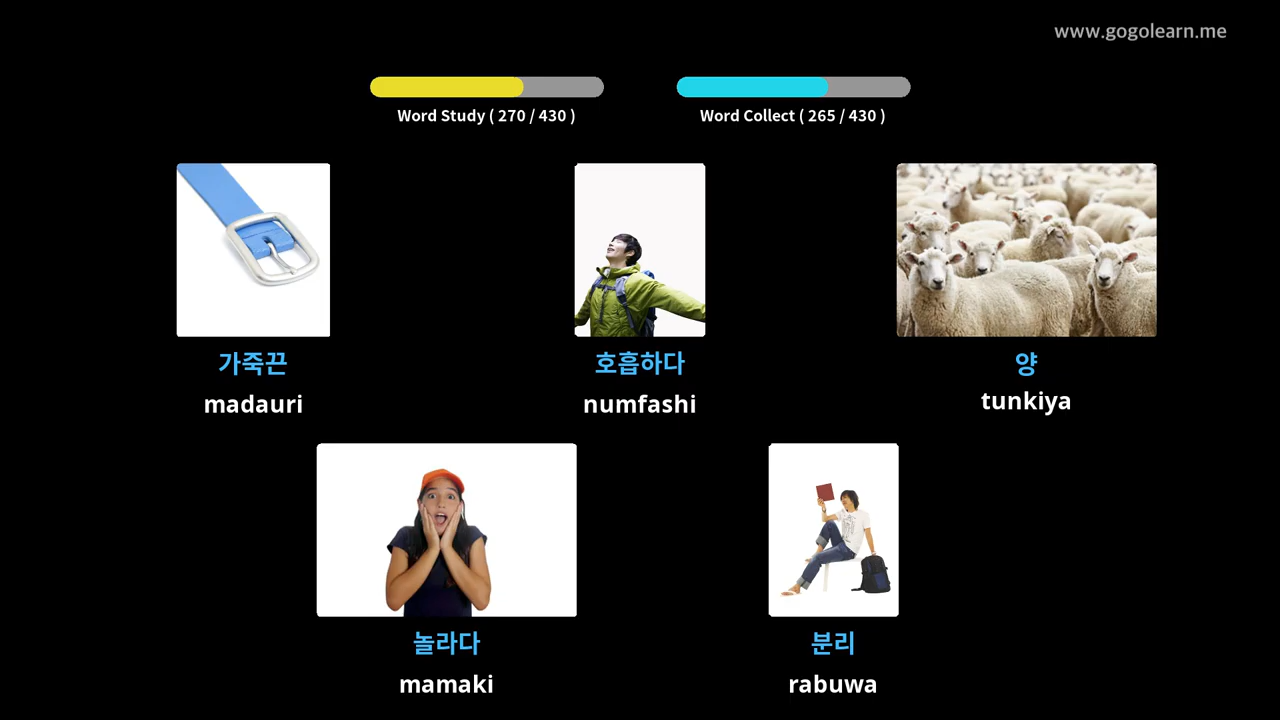 www.gogolearn.me
Word Study ( 270 / 430 )
Word Collect ( 265 / 430 )
가죽끈
madauri
호흡하다
numfashi
양
tunkiya
놀라다
mamaki
분리
rabuwa